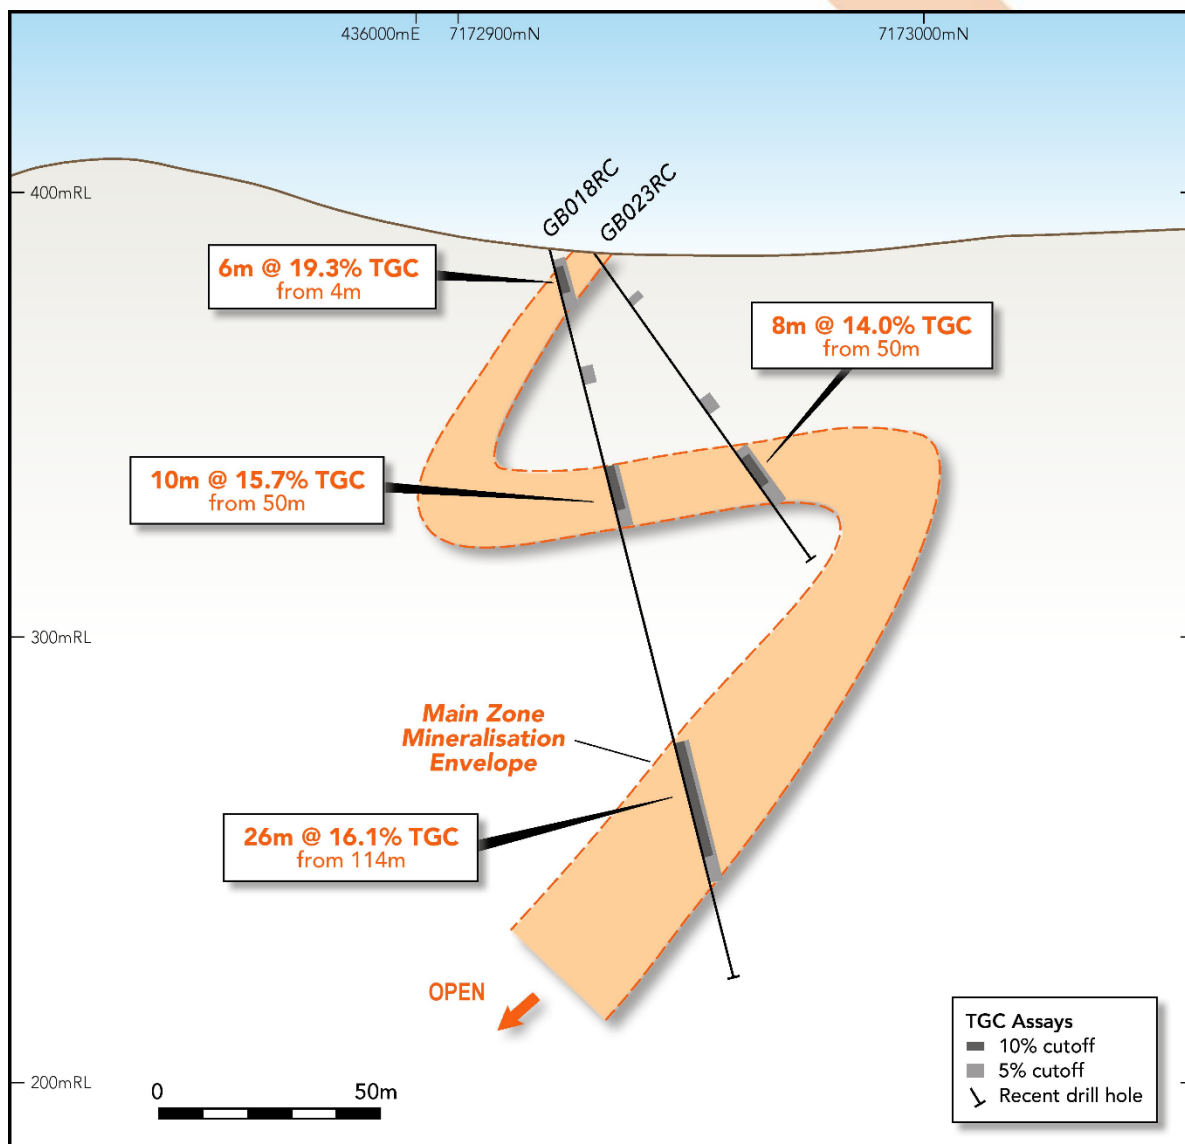 436000mE 7172900mN 7173000mN
400mRL
GB018RC
GB023RC
6m @ 19.3% TGC
from 4m
8m @ 14.0% TGC
from 50m
10m @ 15.7% TGC
from 50m
300mRL
Main Zone
Mineralisation
Envelope
26m @ 16.1% TGC
from 114m
OPEN
200mRL
0 50m
TGC Assays
10% cutoff
5% cutoff
Recent drill hole